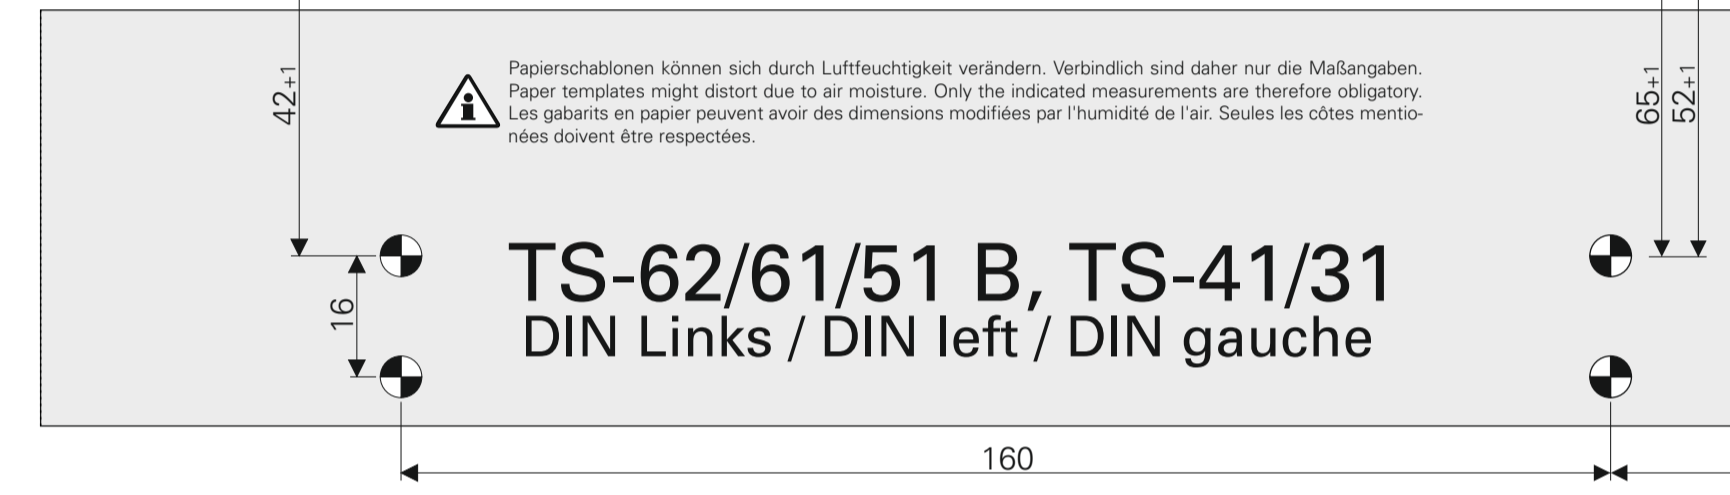 Papierschablonen können sich durch Luftfeuchtigkeit verändern. Verbindlich sind daher nur die Maßangaben.
Paper templates might distort due to air moisture. Only the indicated measurements are therefore obligatory.
Les gabarits en papier peuvent avoir des dimensions modifiées par l'humidité de l'air. Seules les côtes mentio-
nées doivent être respectées.
42+1
65+1
52+1
TS-62/61/51 B, TS-41/31
16
DIN Links / DIN left / DIN gauche
160